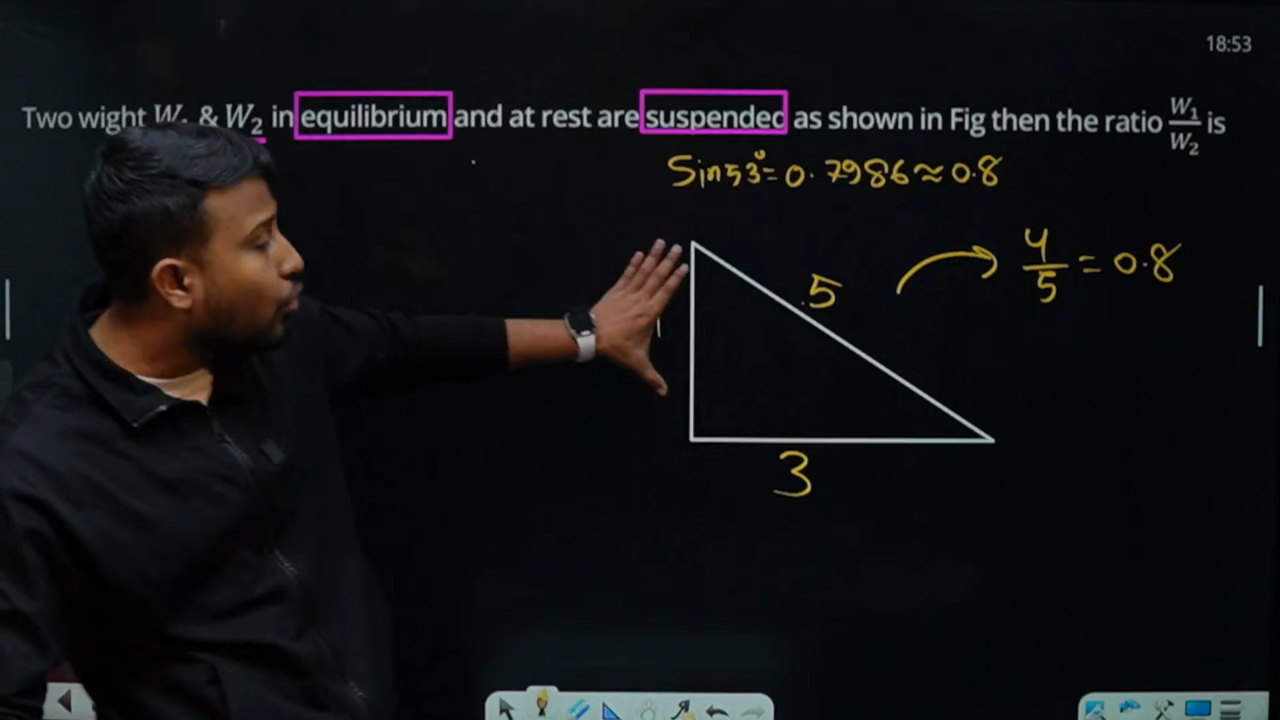 18:53
Two wight & W₂ in equilibrium and at rest are suspended as shown in Fig then the ratio W₁/W₂ is
Sin53°=0.7986≈0.8
5
4/5 = 0.8
3